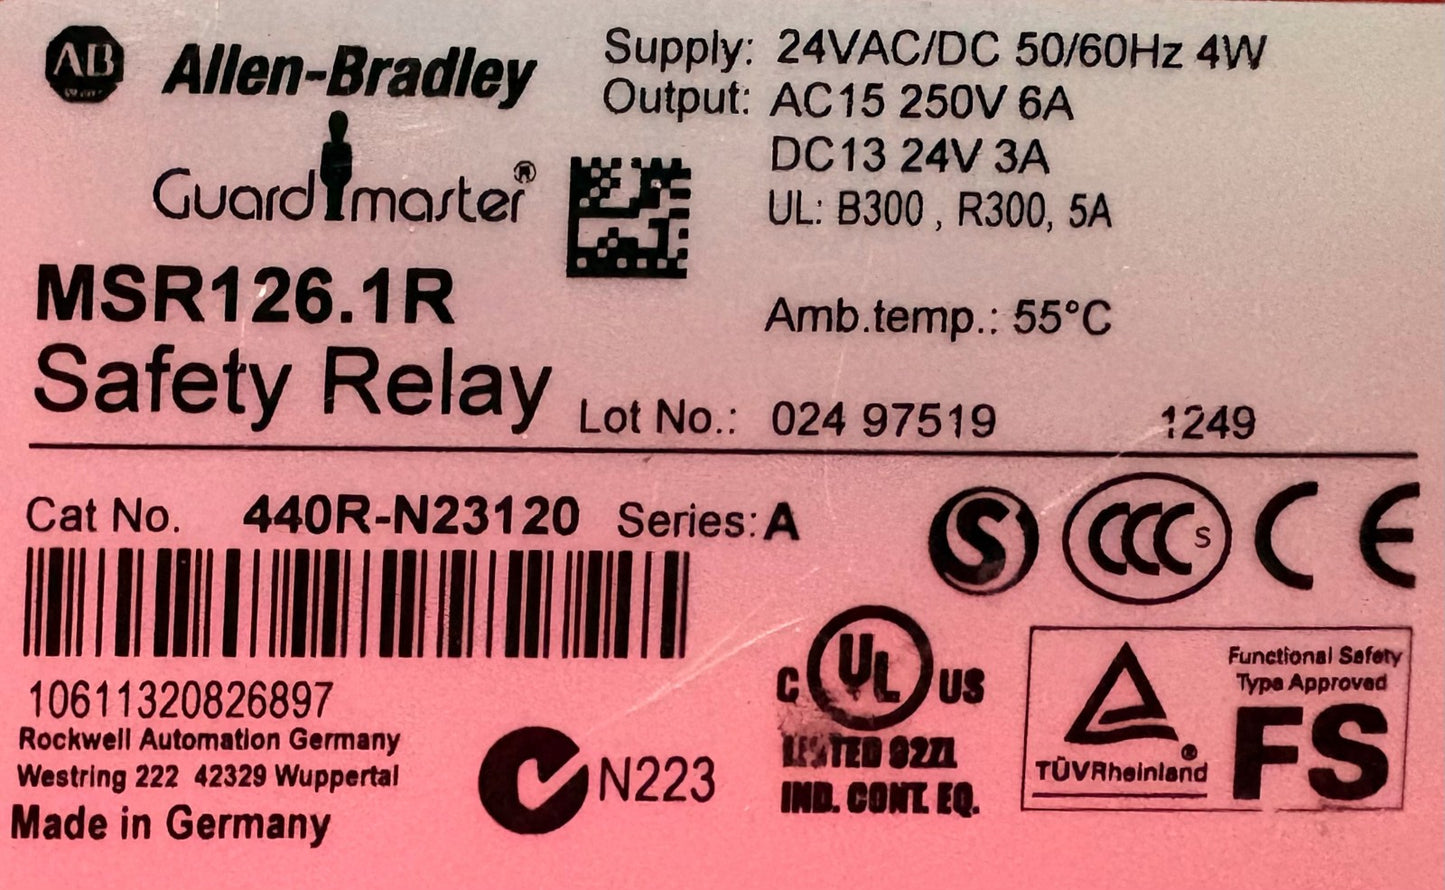 AB
Allen-Bradley
Guardmaster®
MSR126.1R
Safety Relay
Supply: 24VAC/DC 50/60Hz 4W
Output: AC15 250V 6A
DC13 24V 3A
UL: B300 , R300, 5A
Amb.temp.: 55°C
Lot No.: 024 97519 1249
Cat No. 440R-N23120 Series: A
10611320826897
Rockwell Automation Germany
Westring 222 42329 Wuppertal
Made in Germany
N223
S
CCC S
CE
C UL US
LISTED 92Z1
IND. CONT. EQ.
®
TÜVRheinland
Functional Safety
Type Approved
FS